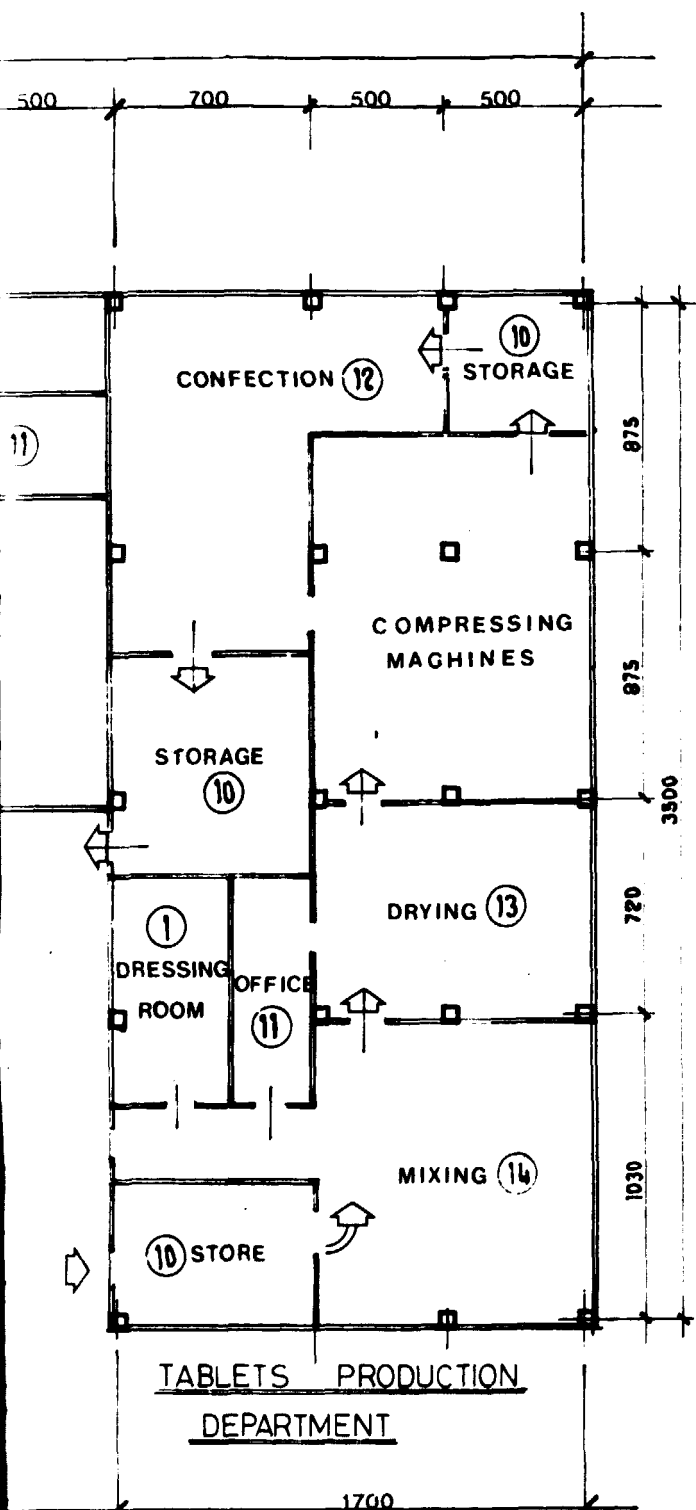 500 700 500 500
10
CONFECTION 12
STORAGE
11
875
COMPRESSING
MACHINES
875
STORAGE
10
3500
DRYING 13
720
1
DRESSING
ROOM
OFFICE
11
MIXING 14
1030
10 STORE
TABLETS PRODUCTION
DEPARTMENT
1700